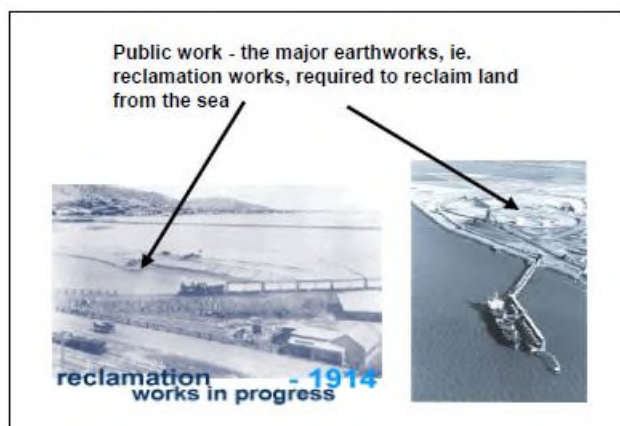 Public work - the major earthworks, ie.
reclamation works, required to reclaim land
from the sea
reclamation - 1914
works in progress